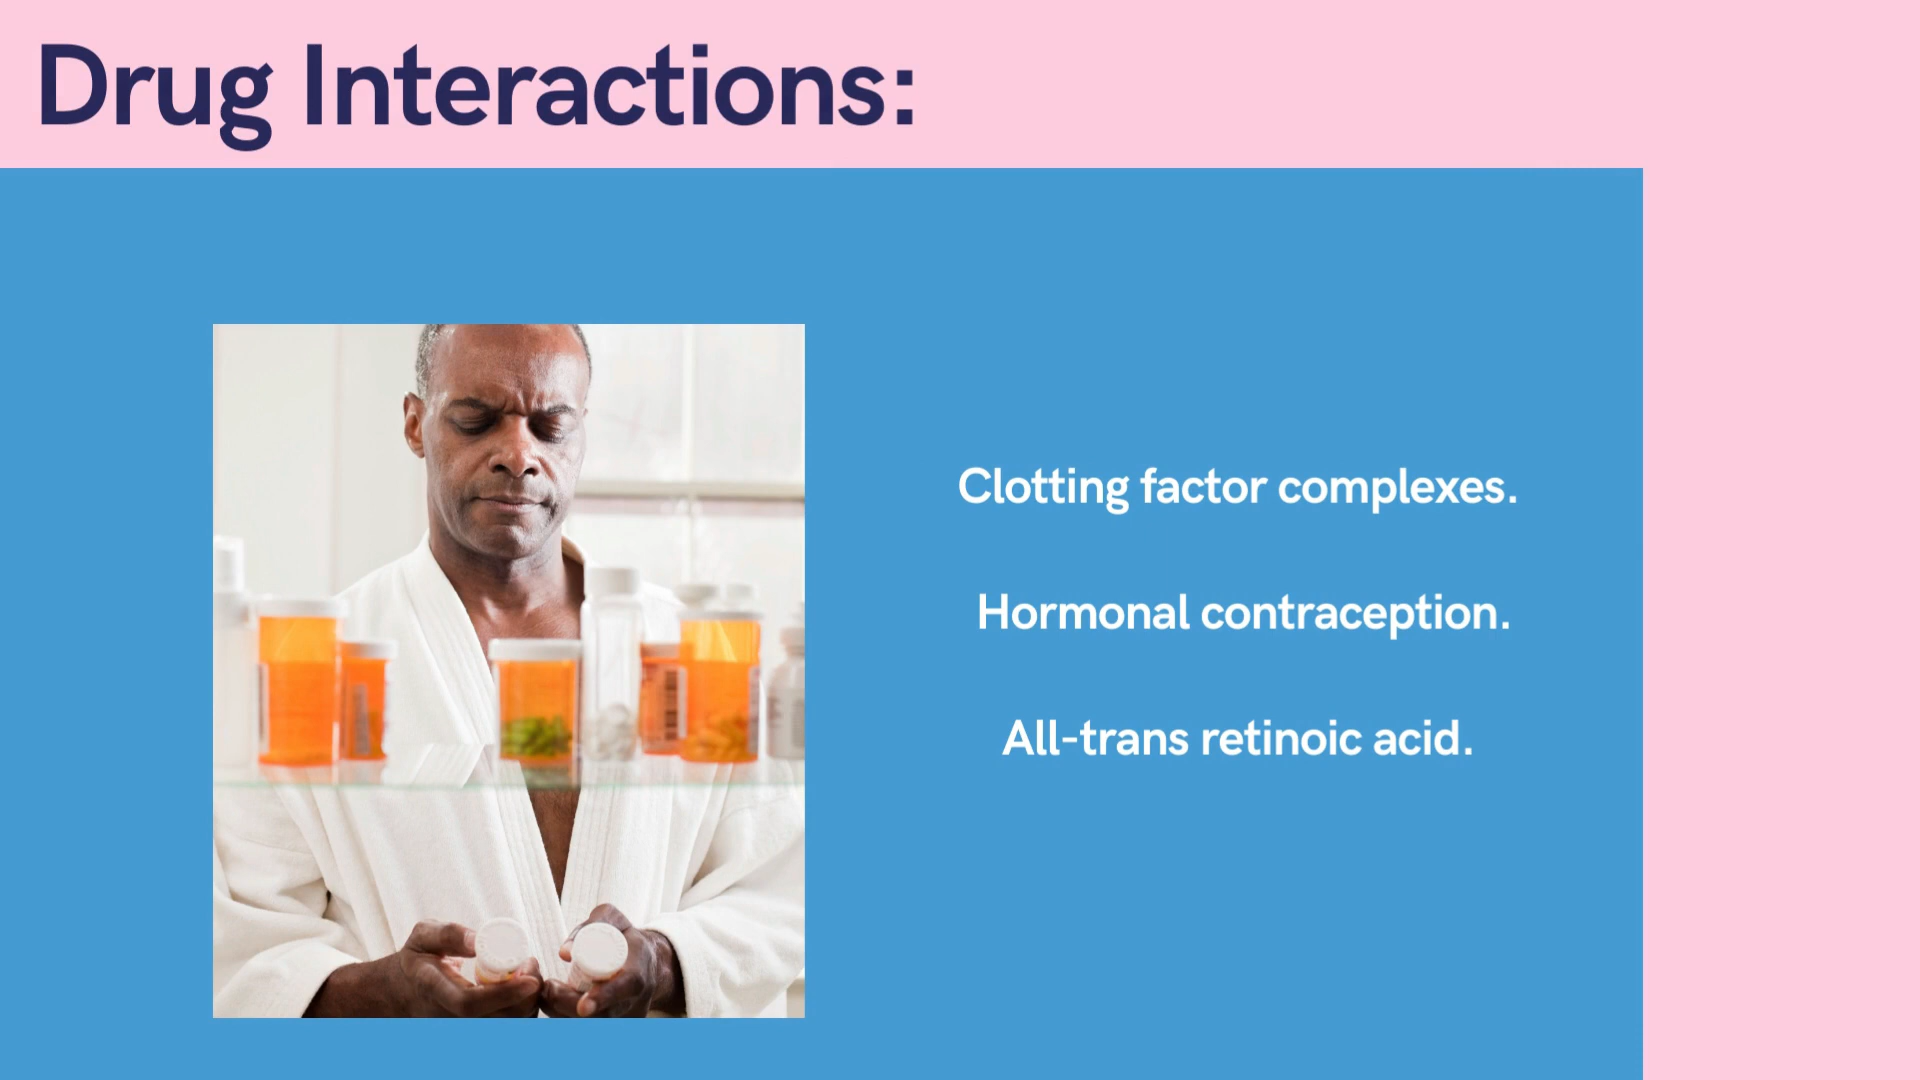 Drug Interactions:
Clotting factor complexes.
Hormonal contraception.
All-trans retinoic acid.